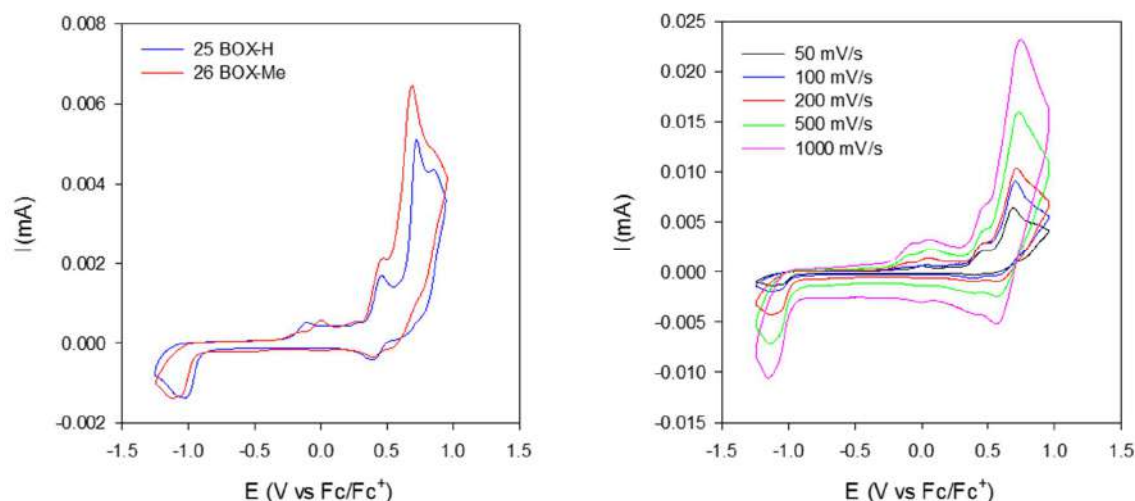 0.008
0.006
0.004
0.002
0.000
-0.002
I (mA)
25 BOX-H
26 BOX-Me
-1.5 -1.0 -0.5 0.0 0.5 1.0 1.5
E (V vs Fc/Fc⁺)
0.025
0.020
0.015
0.010
0.005
0.000
-0.005
-0.010
-0.015
I (mA)
50 mV/s
100 mV/s
200 mV/s
500 mV/s
1000 mV/s
-1.5 -1.0 -0.5 0.0 0.5 1.0 1.5
E (V vs Fc/Fc⁺)